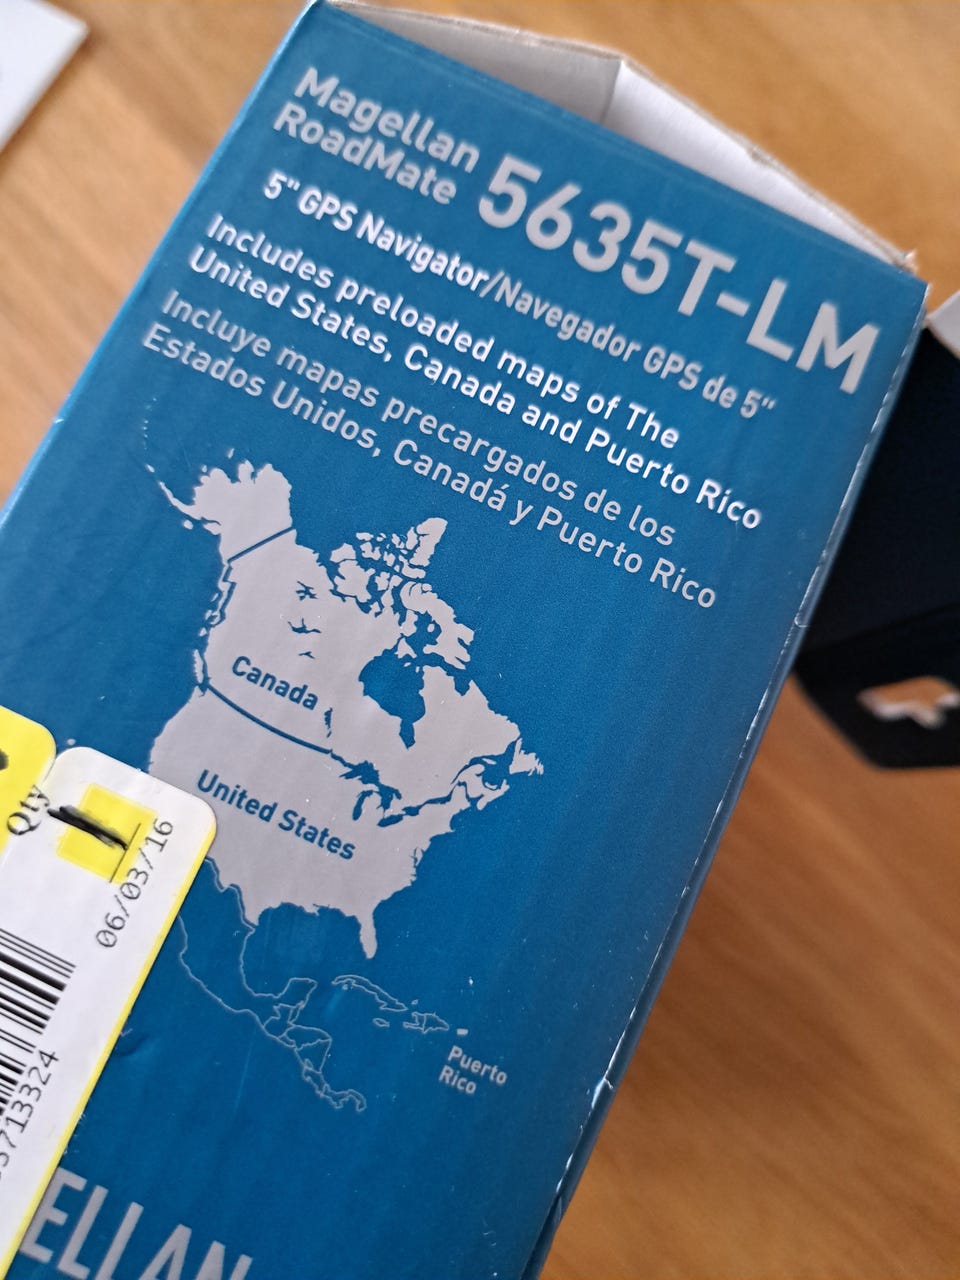 Magellan
RoadMate 5635T-LM
5" GPS Navigator/Navegador GPS de 5"
Includes preloaded maps of The
United States, Canada and Puerto Rico
Incluye mapas precargados de los
Estados Unidos, Canadá y Puerto Rico
Canada
United States
Puerto
Rico
Qty
06/03/16
5713324
ELLAN